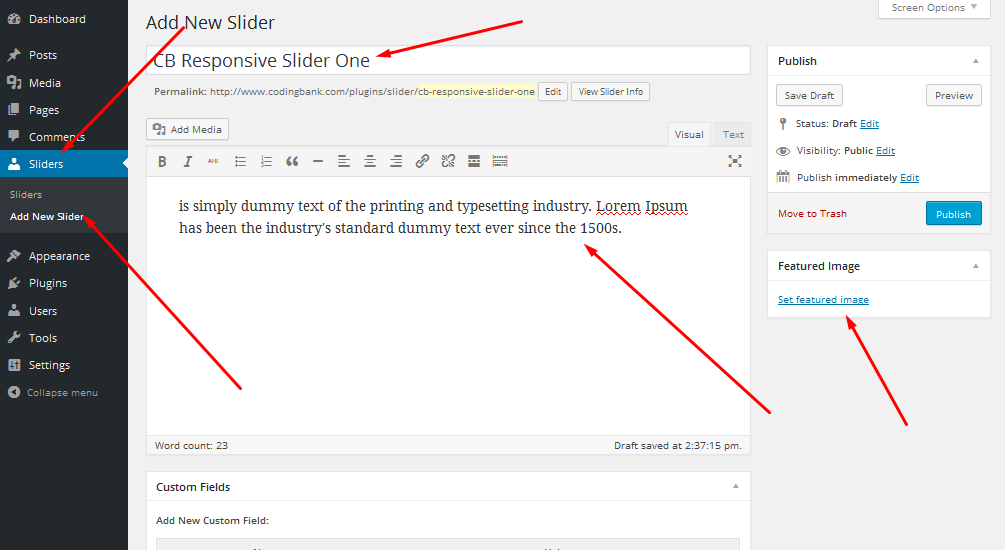 Dashboard
Posts
Media
Pages
Comments
Sliders
Sliders
Add New Slider
Appearance
Plugins
Users
Tools
Settings
Collapse menu
Screen Options
Add New Slider
CB Responsive Slider One
Permalink: http://www.codingbank.com/plugins/slider/cb-responsive-slider-one Edit View Slider Info
Add Media
Visual Text
B I ABC
is simply dummy text of the printing and typesetting industry. Lorem Ipsum
has been the industry's standard dummy text ever since the 1500s.
Word count: 23 Draft saved at 2:37:15 pm.
Custom Fields
Add New Custom Field:
Publish
Save Draft Preview
Status: Draft Edit
Visibility: Public Edit
Publish immediately Edit
Move to Trash Publish
Featured Image
Set featured image